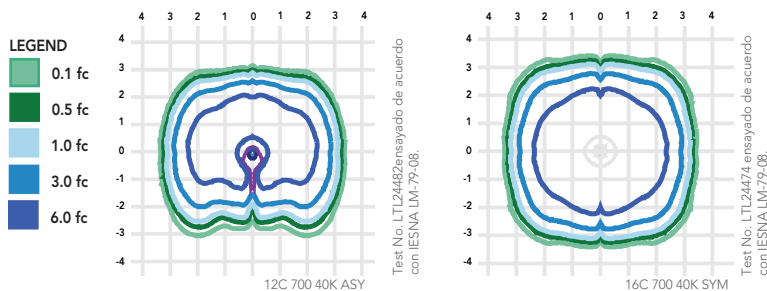 LEGEND
0.1 fc
0.5 fc
1.0 fc
3.0 fc
6.0 fc
4 3 2 1 0 1 2 3 4
4
3
2
1
0
-1
-2
-3
-4
12C 700 40K ASY
Test No. LTL24482ensayado de acuerdo
con IESNA LM-79-08.
4 3 2 1 0 1 2 3 4
4
3
2
1
0
-1
-2
-3
-4
16C 700 40K SYM
Test No. LTL24474 ensayado de acuerdo
con IESNA LM-79-08.